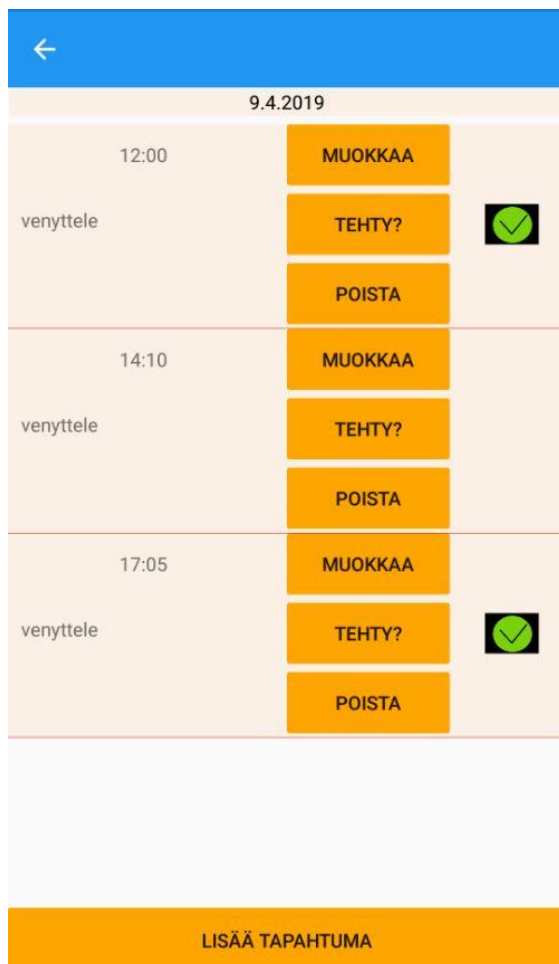 9.4.2019
12:00
MUOKKAA
venyttele
TEHTY?
POISTA
14:10
MUOKKAA
venyttele
TEHTY?
POISTA
17:05
MUOKKAA
venyttele
TEHTY?
POISTA
LISÄÄ TAPAHTUMA